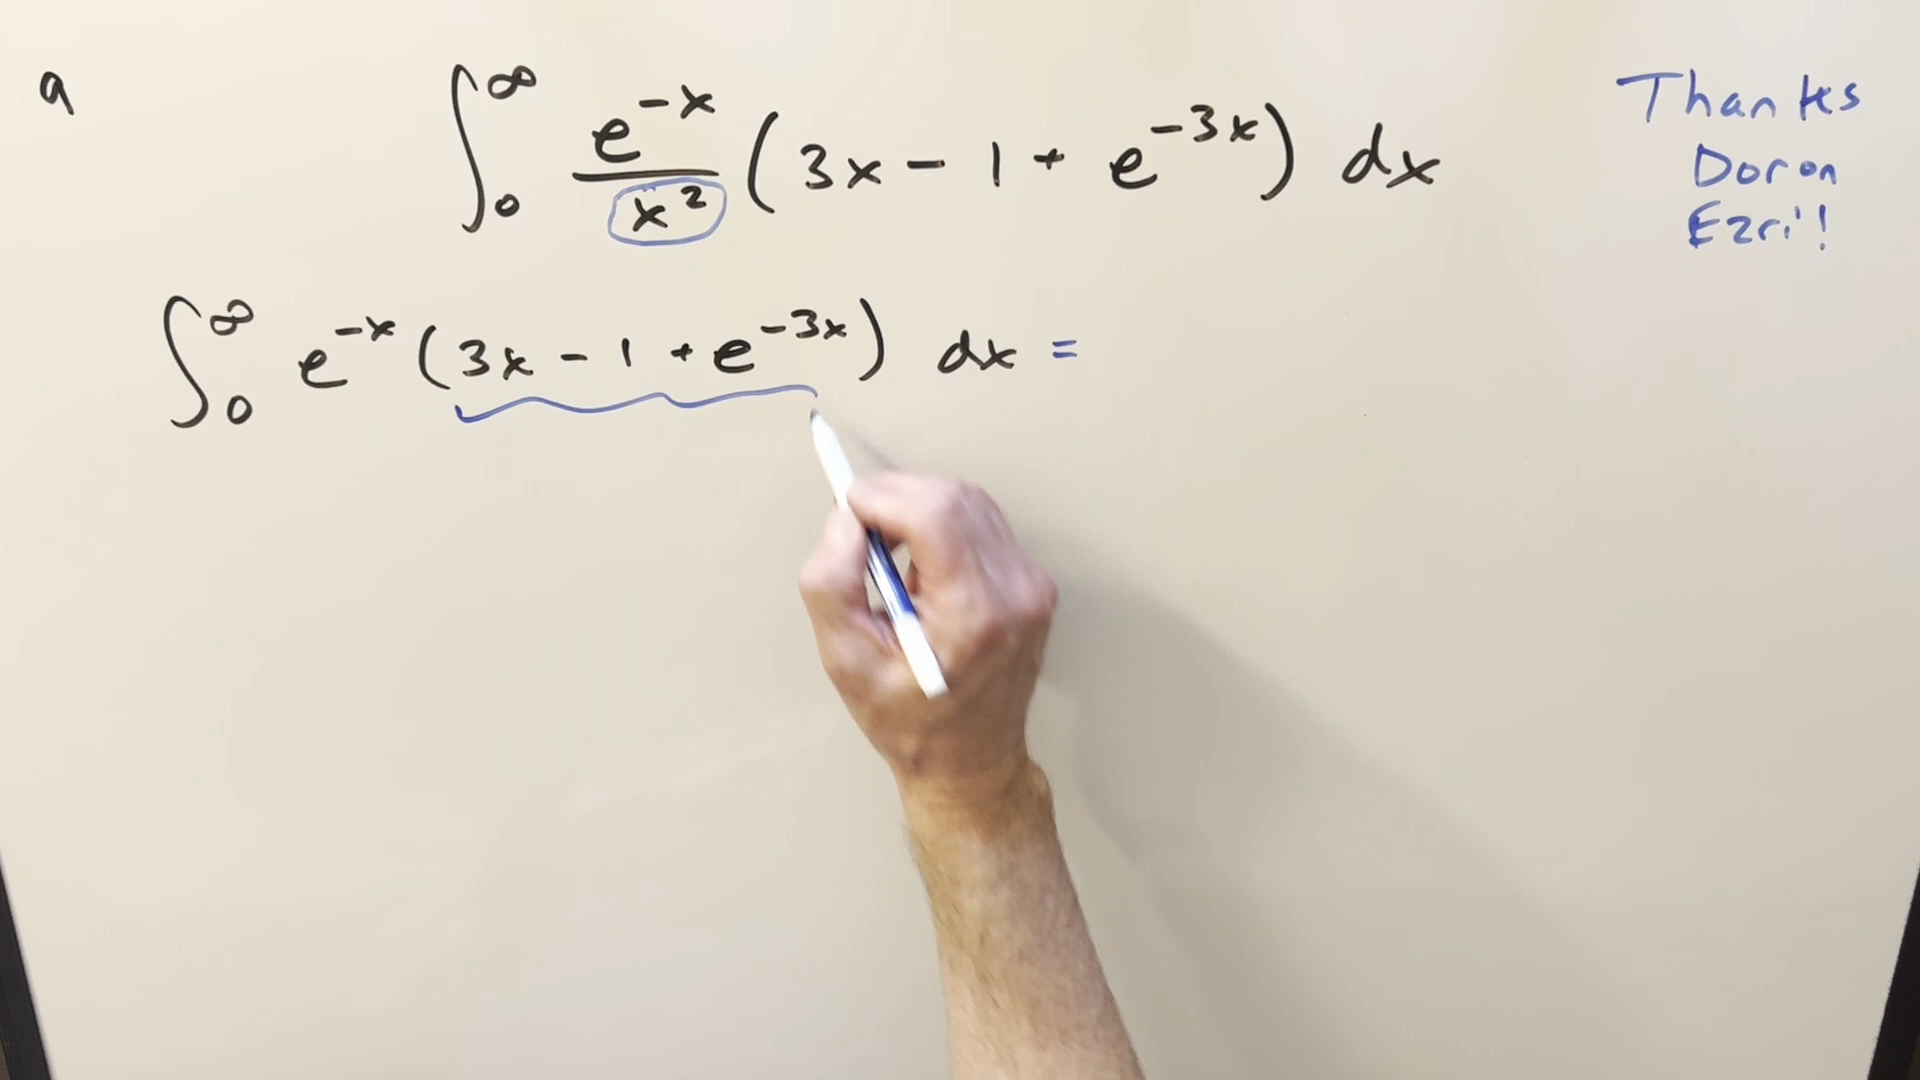 a
∫₀^∞ e^{-x}/x² (3x - 1 + e^{-3x}) dx
Thanks
Doron
Ezri!
∫₀^∞ e^{-x} (3x - 1 + e^{-3x}) dx =